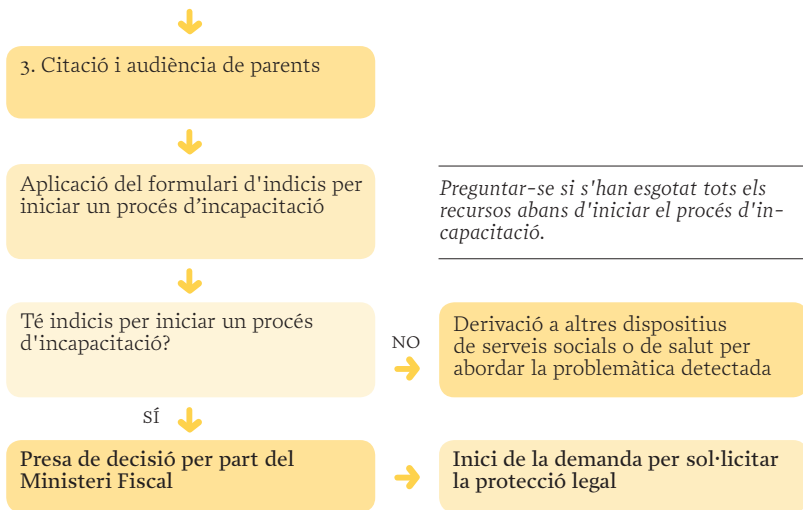 3. Citació i audiència de parents
Aplicació del formulari d'indicis per
iniciar un procés d’incapacitació
Preguntar-se si s'han esgotat tots els
recursos abans d'iniciar el procés d'in-
capacitació.
Té indicis per iniciar un procés
d'incapacitació?
NO
Derivació a altres dispositius
de serveis socials o de salut per
abordar la problemàtica detectada
SÍ
Presa de decisió per part del
Ministeri Fiscal
Inici de la demanda per sol·licitar
la protecció legal